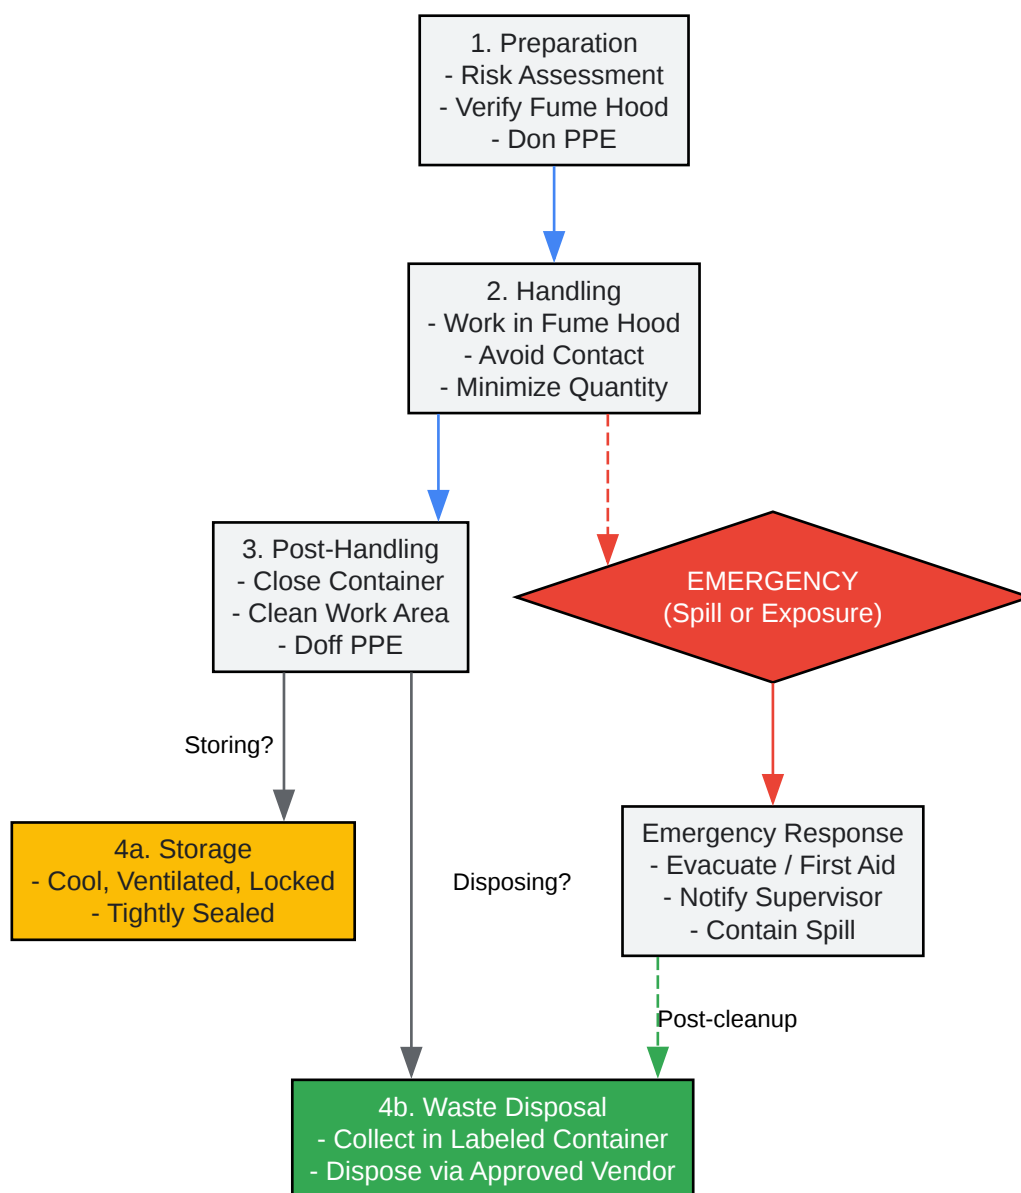 1. Preparation
- Risk Assessment
- Verify Fume Hood
- Don PPE
2. Handling
- Work in Fume Hood
- Avoid Contact
- Minimize Quantity
3. Post-Handling
- Close Container
- Clean Work Area
- Doff PPE
EMERGENCY
(Spill or Exposure)
Storing?
4a. Storage
- Cool, Ventilated, Locked
- Tightly Sealed
Disposing?
Emergency Response
- Evacuate / First Aid
- Notify Supervisor
- Contain Spill
Post-cleanup
4b. Waste Disposal
- Collect in Labeled Container
- Dispose via Approved Vendor